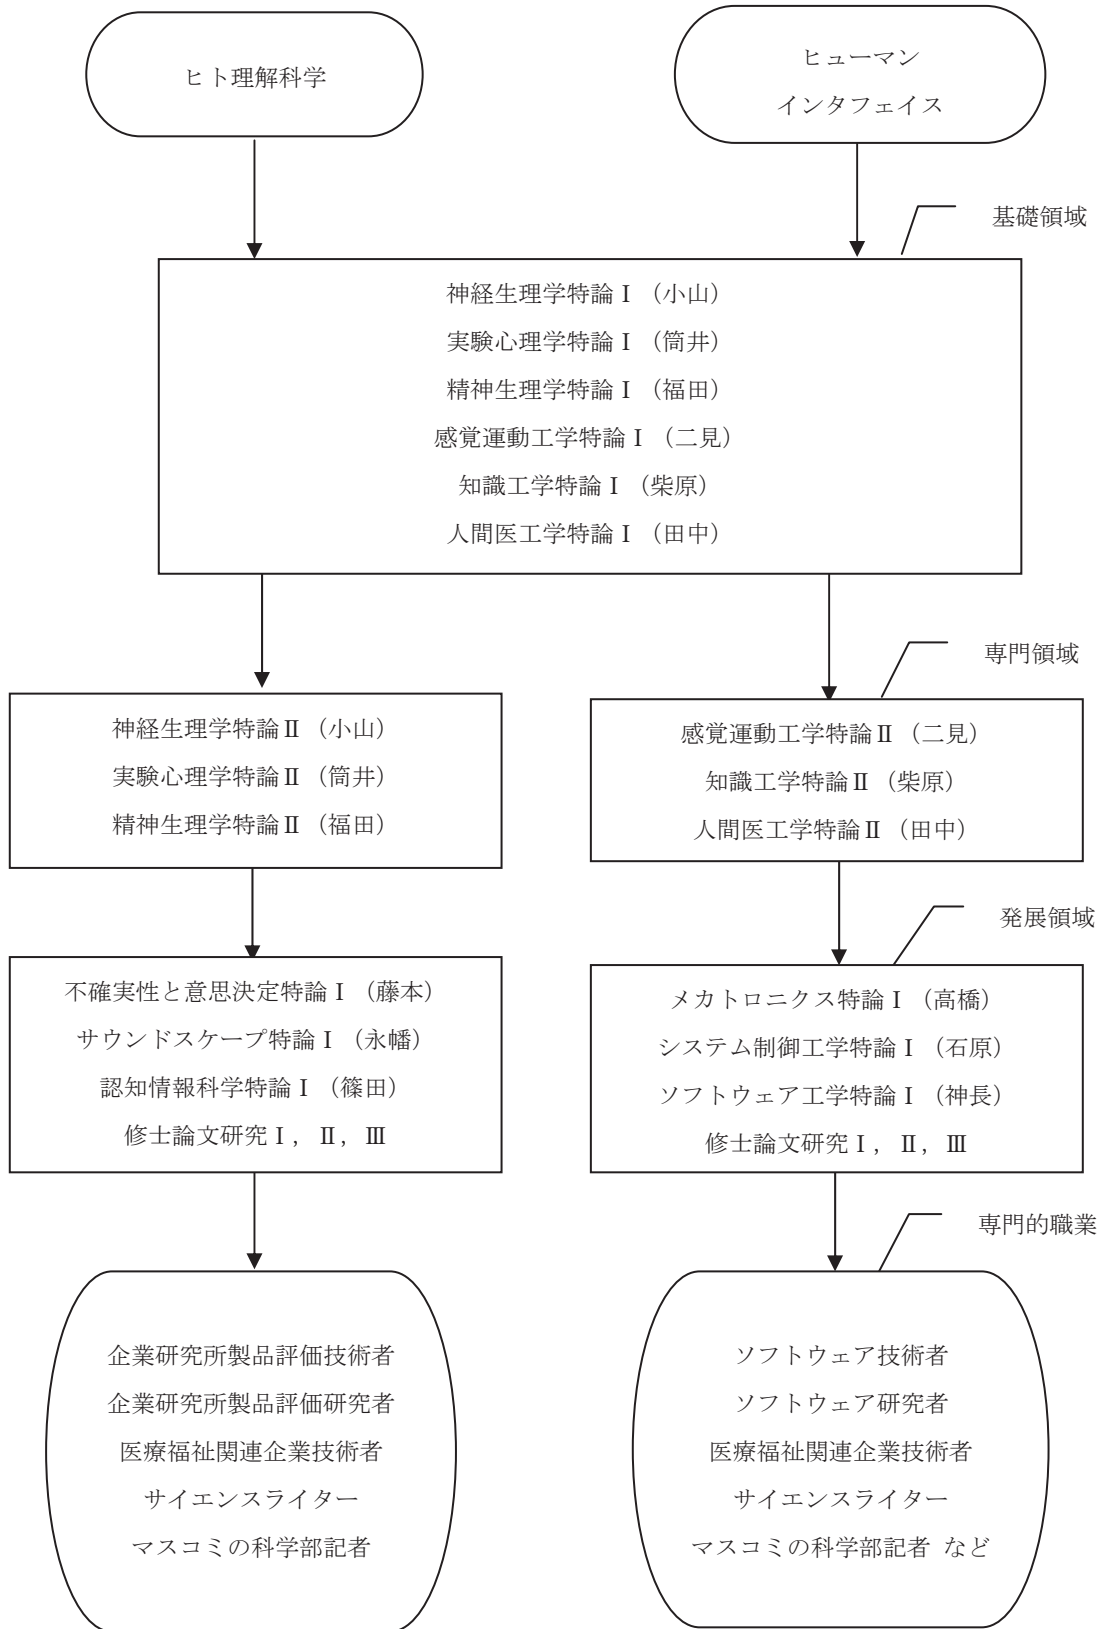 ヒト理解科学
ヒューマン
インタフェイス
基礎領域
神経生理学特論Ⅰ（小山）
実験心理学特論Ⅰ（筒井）
精神生理学特論Ⅰ（福田）
感覚運動工学特論Ⅰ（二見）
知識工学特論Ⅰ（柴原）
人間医工学特論Ⅰ（田中）
専門領域
神経生理学特論Ⅱ（小山）
実験心理学特論Ⅱ（筒井）
精神生理学特論Ⅱ（福田）
感覚運動工学特論Ⅱ（二見）
知識工学特論Ⅱ（柴原）
人間医工学特論Ⅱ（田中）
発展領域
不確実性と意思決定特論Ⅰ（藤本）
サウンドスケープ特論Ⅰ（永幡）
認知情報科学特論Ⅰ（篠田）
修士論文研究Ⅰ，Ⅱ，Ⅲ
メカトロニクス特論Ⅰ（高橋）
システム制御工学特論Ⅰ（石原）
ソフトウェア工学特論Ⅰ（神長）
修士論文研究Ⅰ，Ⅱ，Ⅲ
専門的職業
企業研究所製品評価技術者
企業研究所製品評価研究者
医療福祉関連企業技術者
サイエンスライター
マスコミの科学部記者
ソフトウェア技術者
ソフトウェア研究者
医療福祉関連企業技術者
サイエンスライター
マスコミの科学部記者 など